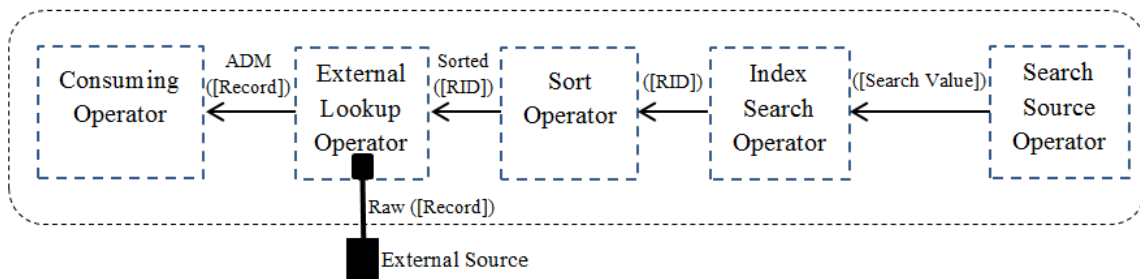 Consuming
Operator
ADM
([Record])
External
Lookup
Operator
Sorted
([RID])
Sort
Operator
([RID])
Index
Search
Operator
([Search Value])
Search
Source
Operator
Raw ([Record])
External Source